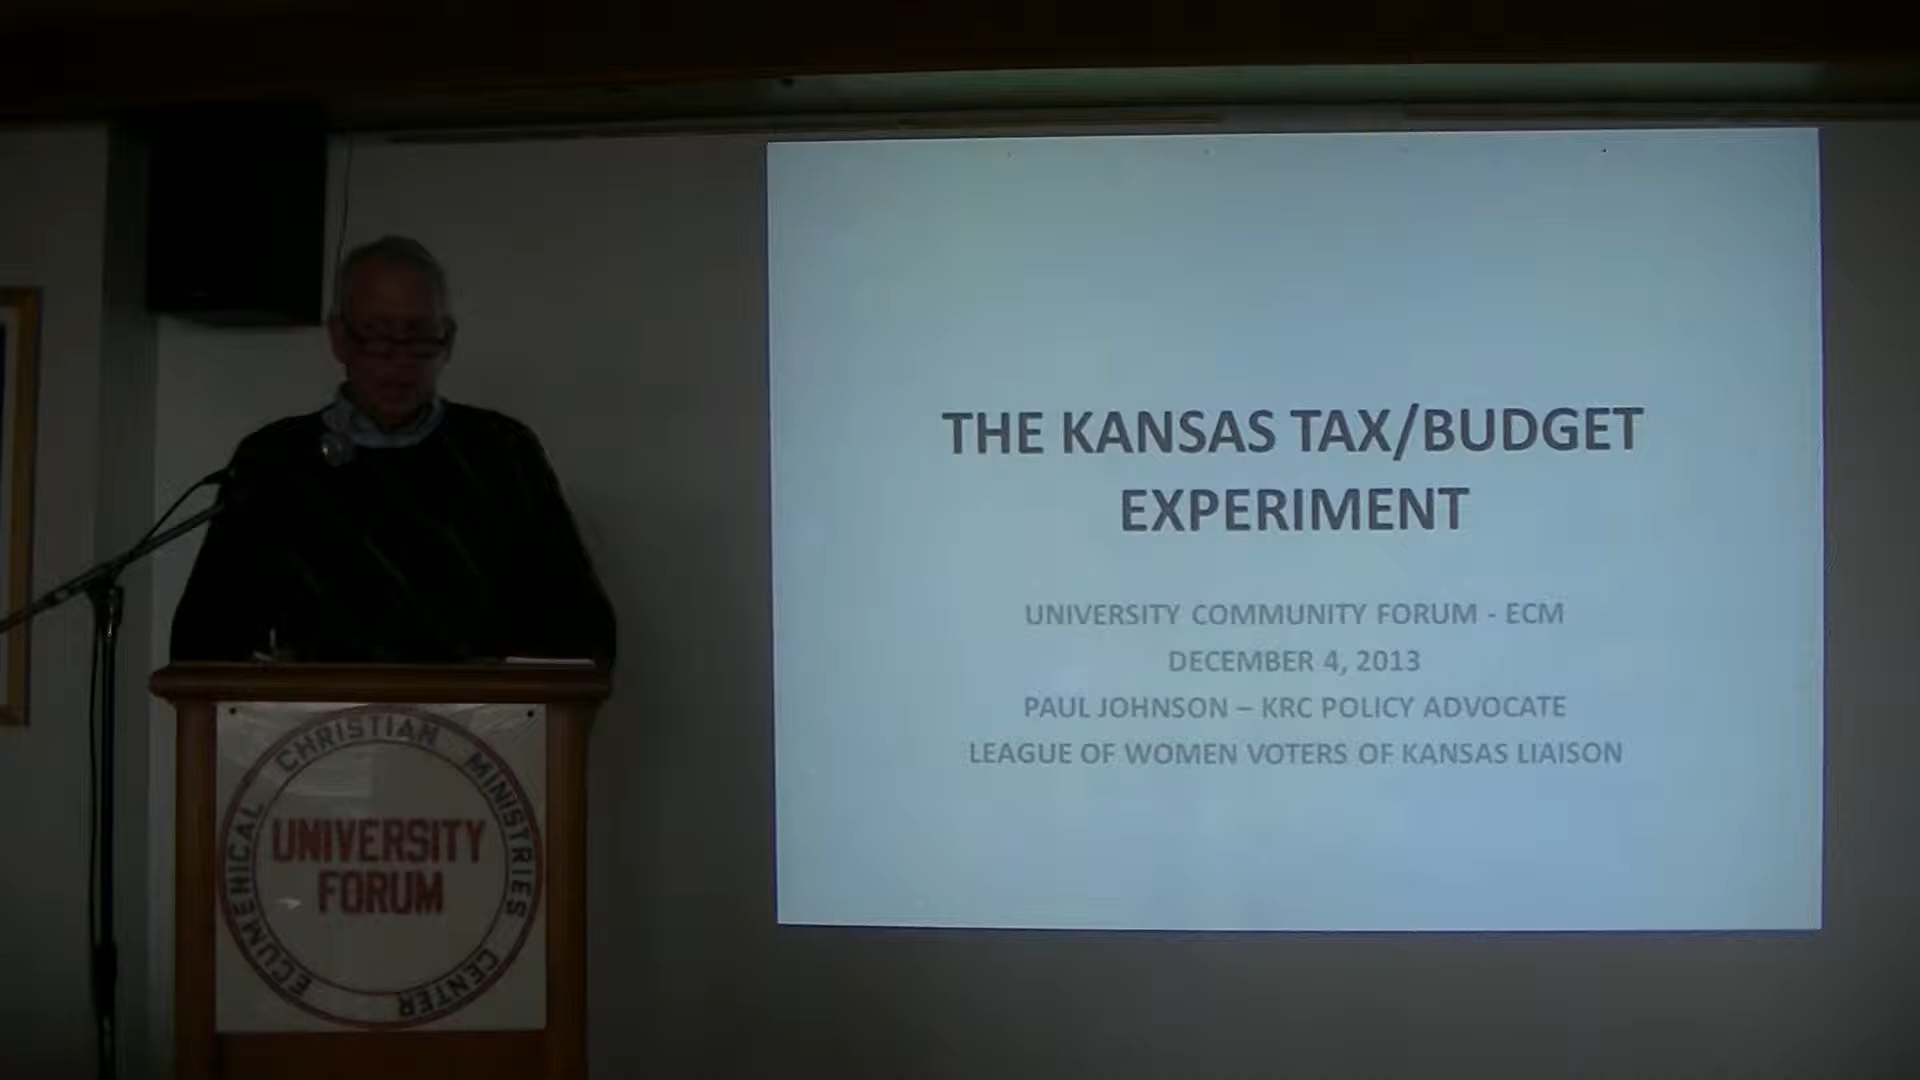 THE KANSAS TAX/BUDGET
EXPERIMENT
UNIVERSITY COMMUNITY FORUM - ECM
DECEMBER 4, 2013
PAUL JOHNSON – KRC POLICY ADVOCATE
LEAGUE OF WOMEN VOTERS OF KANSAS LIAISON
ECUMEHICAL CHRISTIAN MINISTRIES CENTER
UNIVERSITY
FORUM